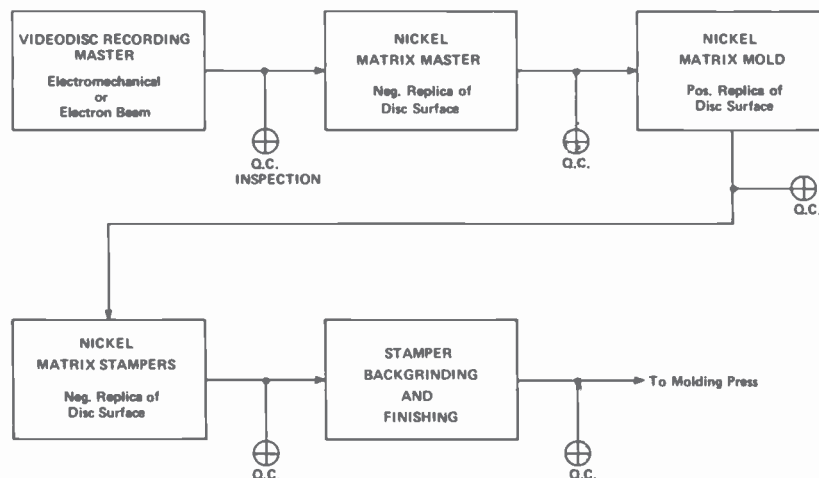 VIDEODISC RECORDING
MASTER
Electromechanical
or
Electron Beam
NICKEL
MATRIX MASTER
Neg. Replica of
Disc Surface
NICKEL
MATRIX MOLD
Pos. Replica of
Disc Surface
Q.C.
INSPECTION
Q.C.
Q.C.
NICKEL
MATRIX STAMPERS
Neg. Replica of
Disc Surface
STAMPER
BACKGRINDING
AND
FINISHING
To Molding Press
Q.C
Q.C.